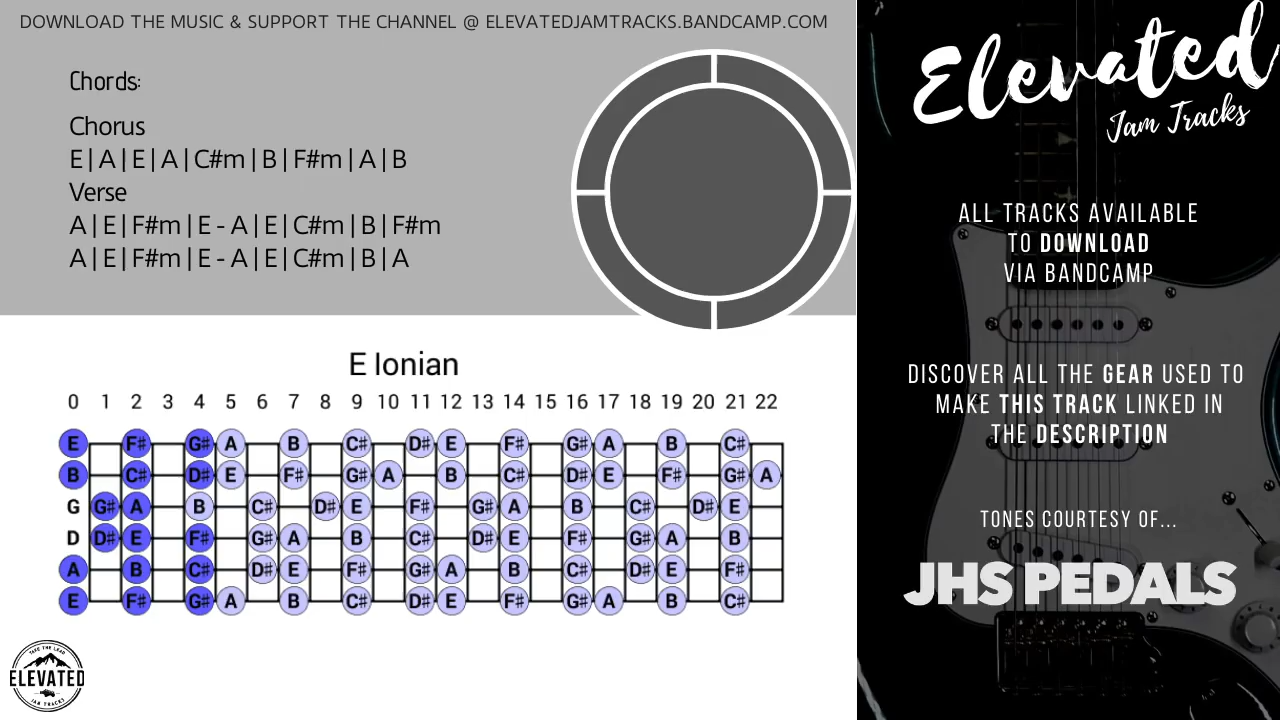 DOWNLOAD THE MUSIC & SUPPORT THE CHANNEL @ ELEVATEDJAMTRACKS.BANDCAMP.COM
Chords:
Chorus
E | A | E | A | C#m | B | F#m | A | B
Verse
A | E | F#m | E - A | E | C#m | B | F#m
A | E | F#m | E - A | E | C#m | B | A
E Ionian
0 1 2 3 4 5 6 7 8 9 10 11 12 13 14 15 16 17 18 19 20 21 22
E F# G# A B C# D# E F# G# A B C#
B C# D# E F# G# A B C# D# E F# G# A
G G# A B C# D# E F# G# A B C# D# E
D D# E F# G# A B C# D# E F# G# A B
A B C# D# E F# G# A B C# D# E F#
E F# G# A B C# D# E F# G# A B C#
TAKE THE LEAD
ELEVATED
JAM TRACKS
Elevated
Jam Tracks
ALL TRACKS AVAILABLE
TO DOWNLOAD
VIA BANDCAMP
DISCOVER ALL THE GEAR USED TO
MAKE THIS TRACK LINKED IN
THE DESCRIPTION
TONES COURTESY OF...
JHS PEDALS